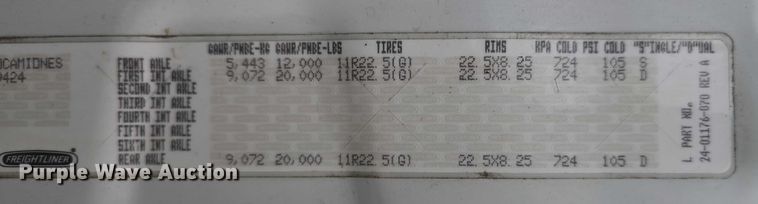 GAWR/PNBE-KG GAWR/PNBE-LBS TIRES RIMS KPA COLD PSI COLD "S"INGLE/"D"UAL
OCAMIONES FRONT AXLE 5,443 12,000 11R22.5(G) 22.5X8.25 724 105 S
9424 FIRST INT AXLE 9,072 20,000 11R22.5(G) 22.5X8.25 724 105 D
SECOND INT AXLE
THIRD INT AXLE
FOURTH INT AXLE
FIFTH INT AXLE
SIXTH INT AXLE
REAR AXLE 9,072 20,000 11R22.5(G) 22.5X8.25 724 105 D
FREIGHTLINER
L PART NO.
24-01176-070 REV A
Purple Wave Auction